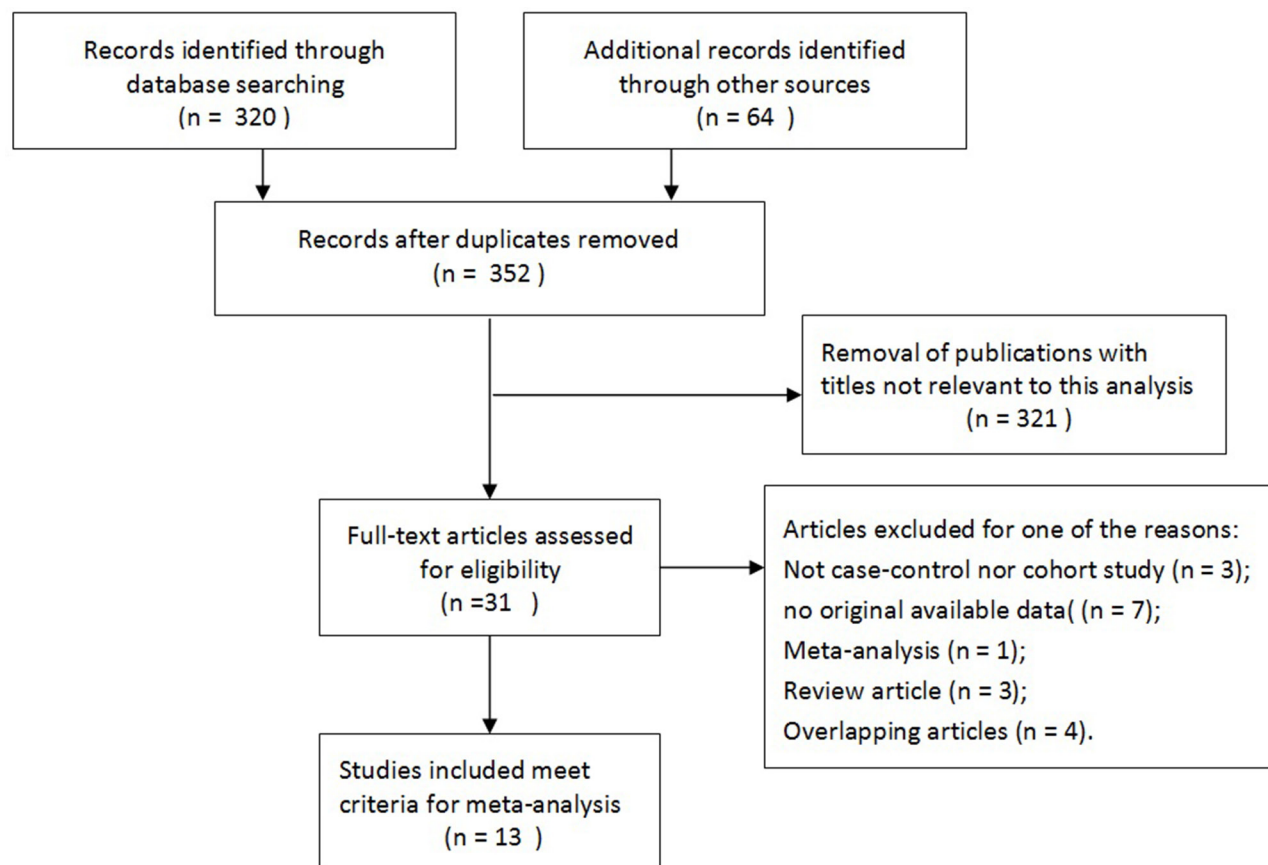 Records identified through
database searching
(n =  320 )
Additional records identified
through other sources
(n = 64  )
Records after duplicates removed
(n =  352 )
Removal of publications with
titles not relevant to this analysis
(n = 321 )
Full-text articles assessed
for eligibility
(n =31   )
Articles excluded for one of the reasons:
Not case-control nor cohort study (n = 3);
no original available data( (n = 7);
Meta-analysis (n = 1);
Review article (n = 3);
Overlapping articles (n = 4).
Studies included meet
criteria for meta-analysis
(n = 13  )